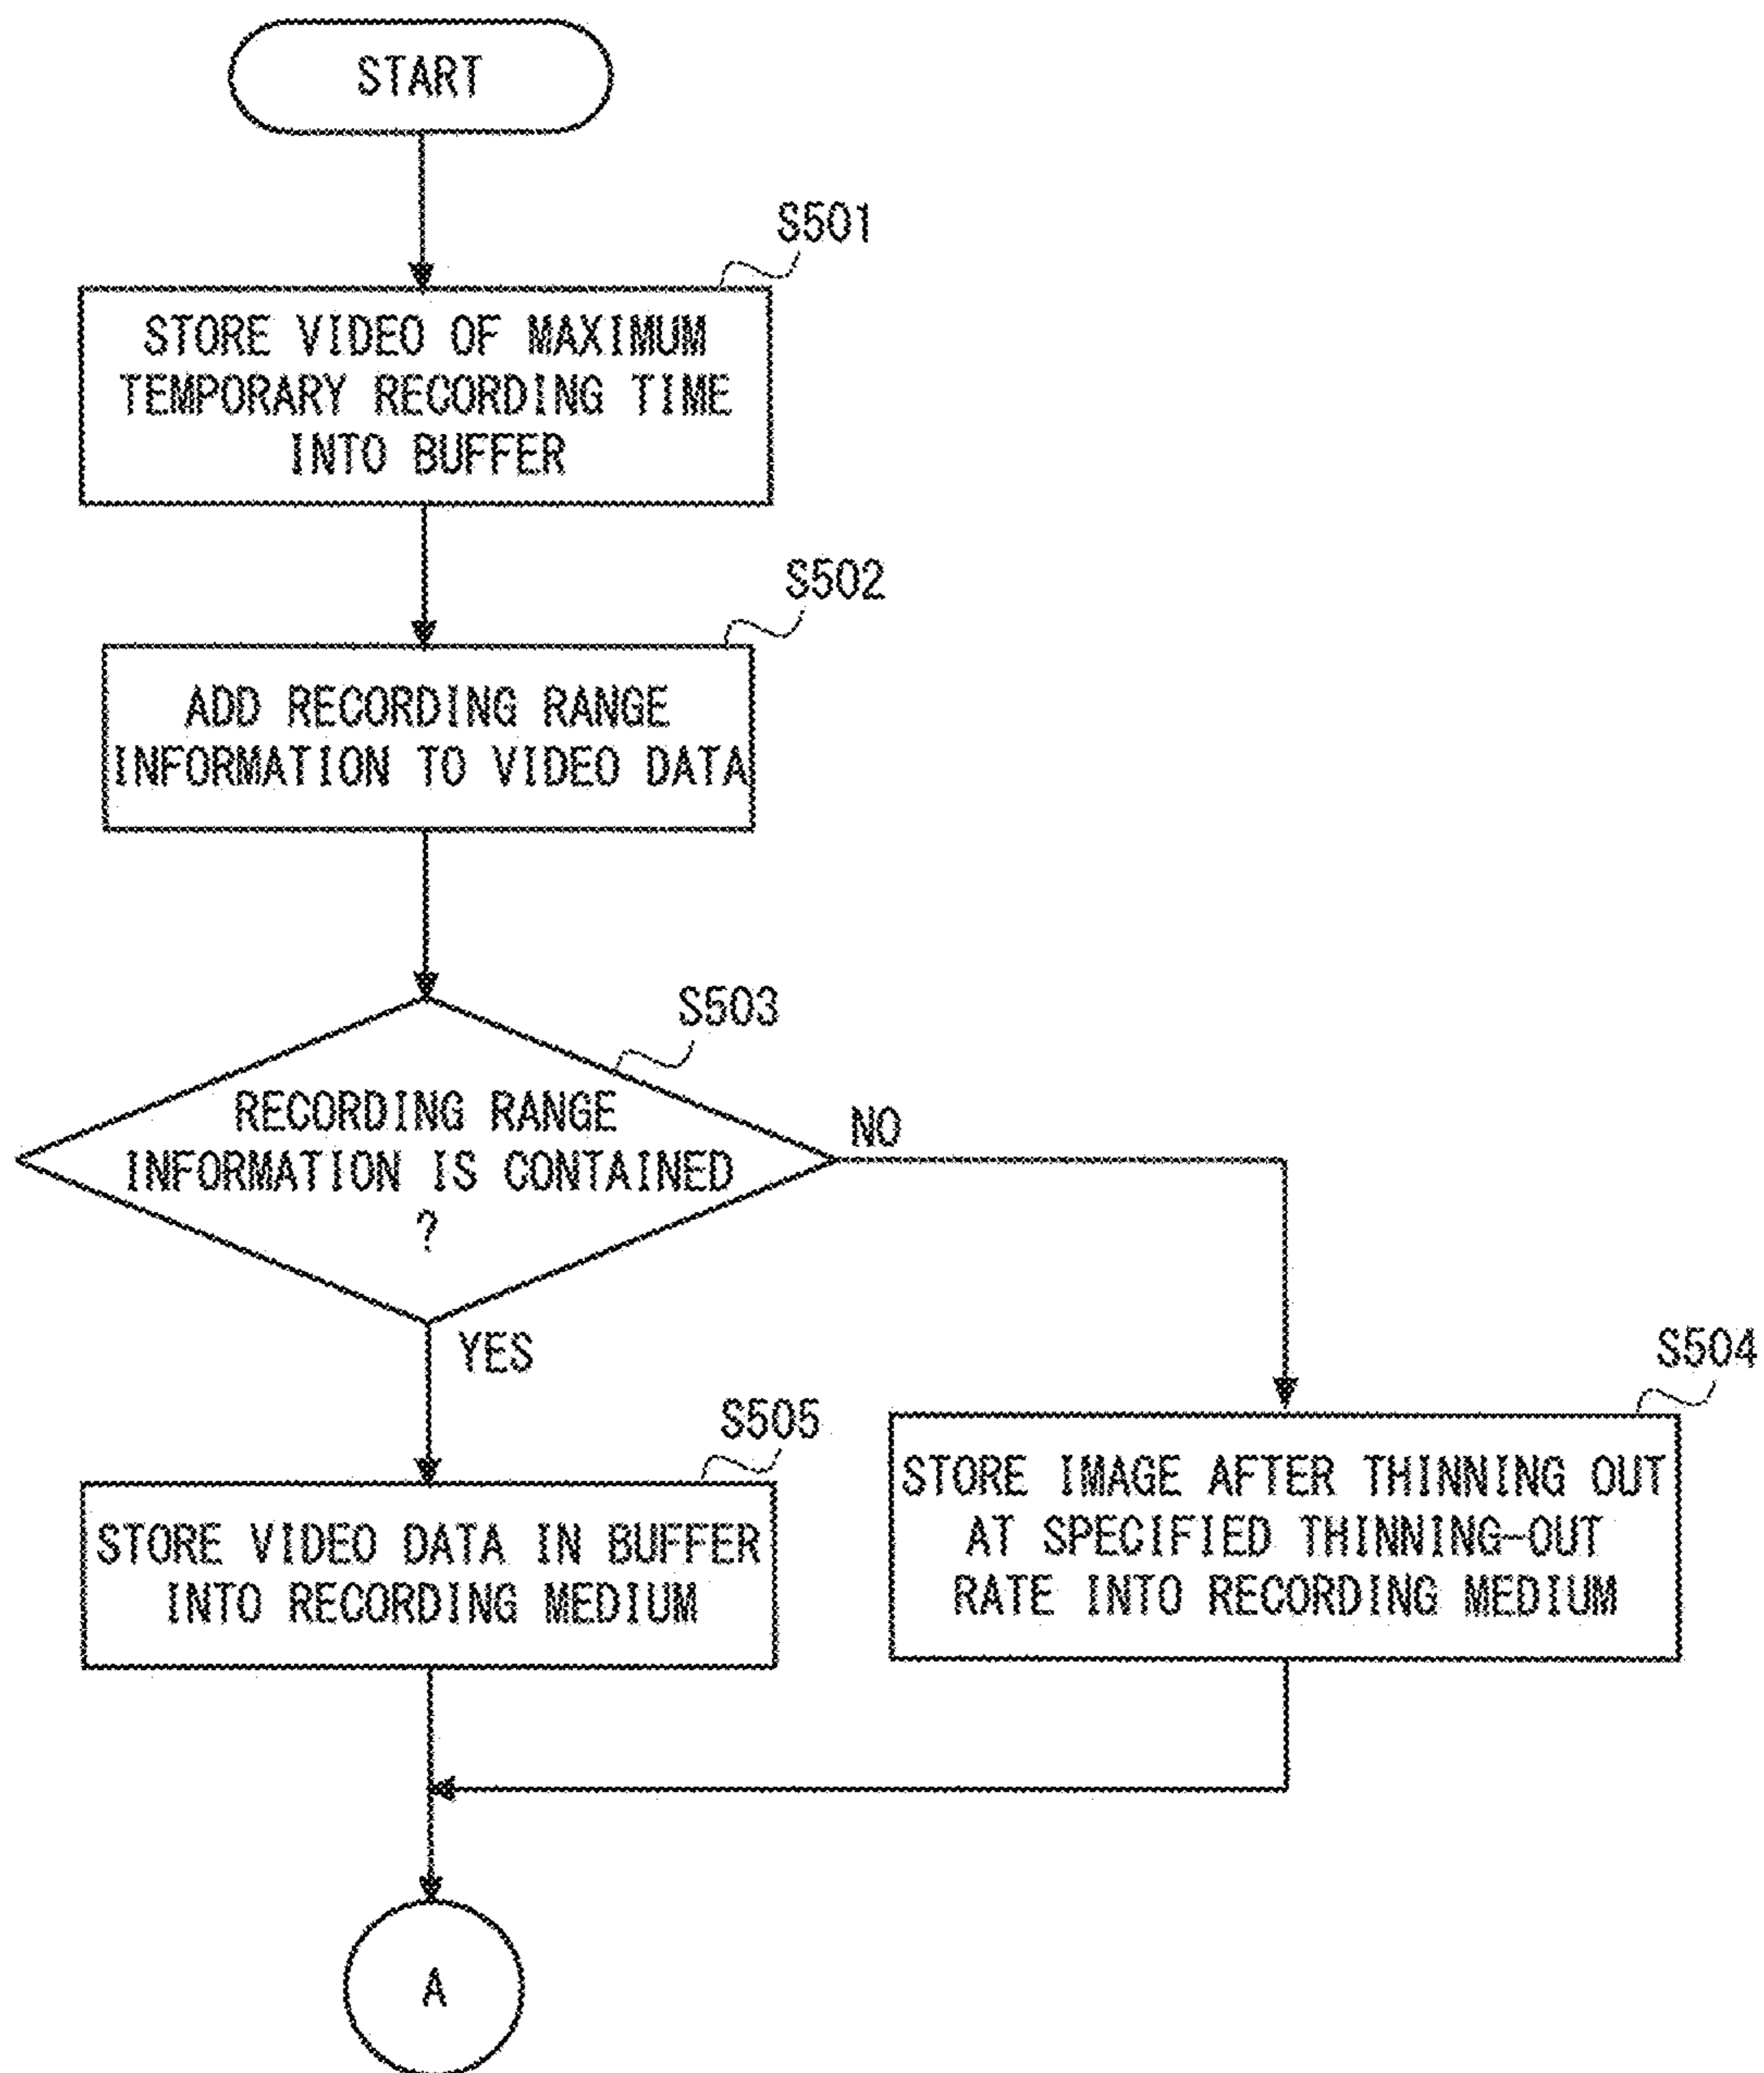 START
S501
STORE VIDEO OF MAXIMUM
TEMPORARY RECORDING TIME
INTO BUFFER
S502
ADD RECORDING RANGE
INFORMATION TO VIDEO DATA
S503
RECORDING RANGE
INFORMATION IS CONTAINED
?
NO
YES
S504
STORE IMAGE AFTER THINNING OUT
AT SPECIFIED THINNING-OUT
RATE INTO RECORDING MEDIUM
S505
STORE VIDEO DATA IN BUFFER
INTO RECORDING MEDIUM
A